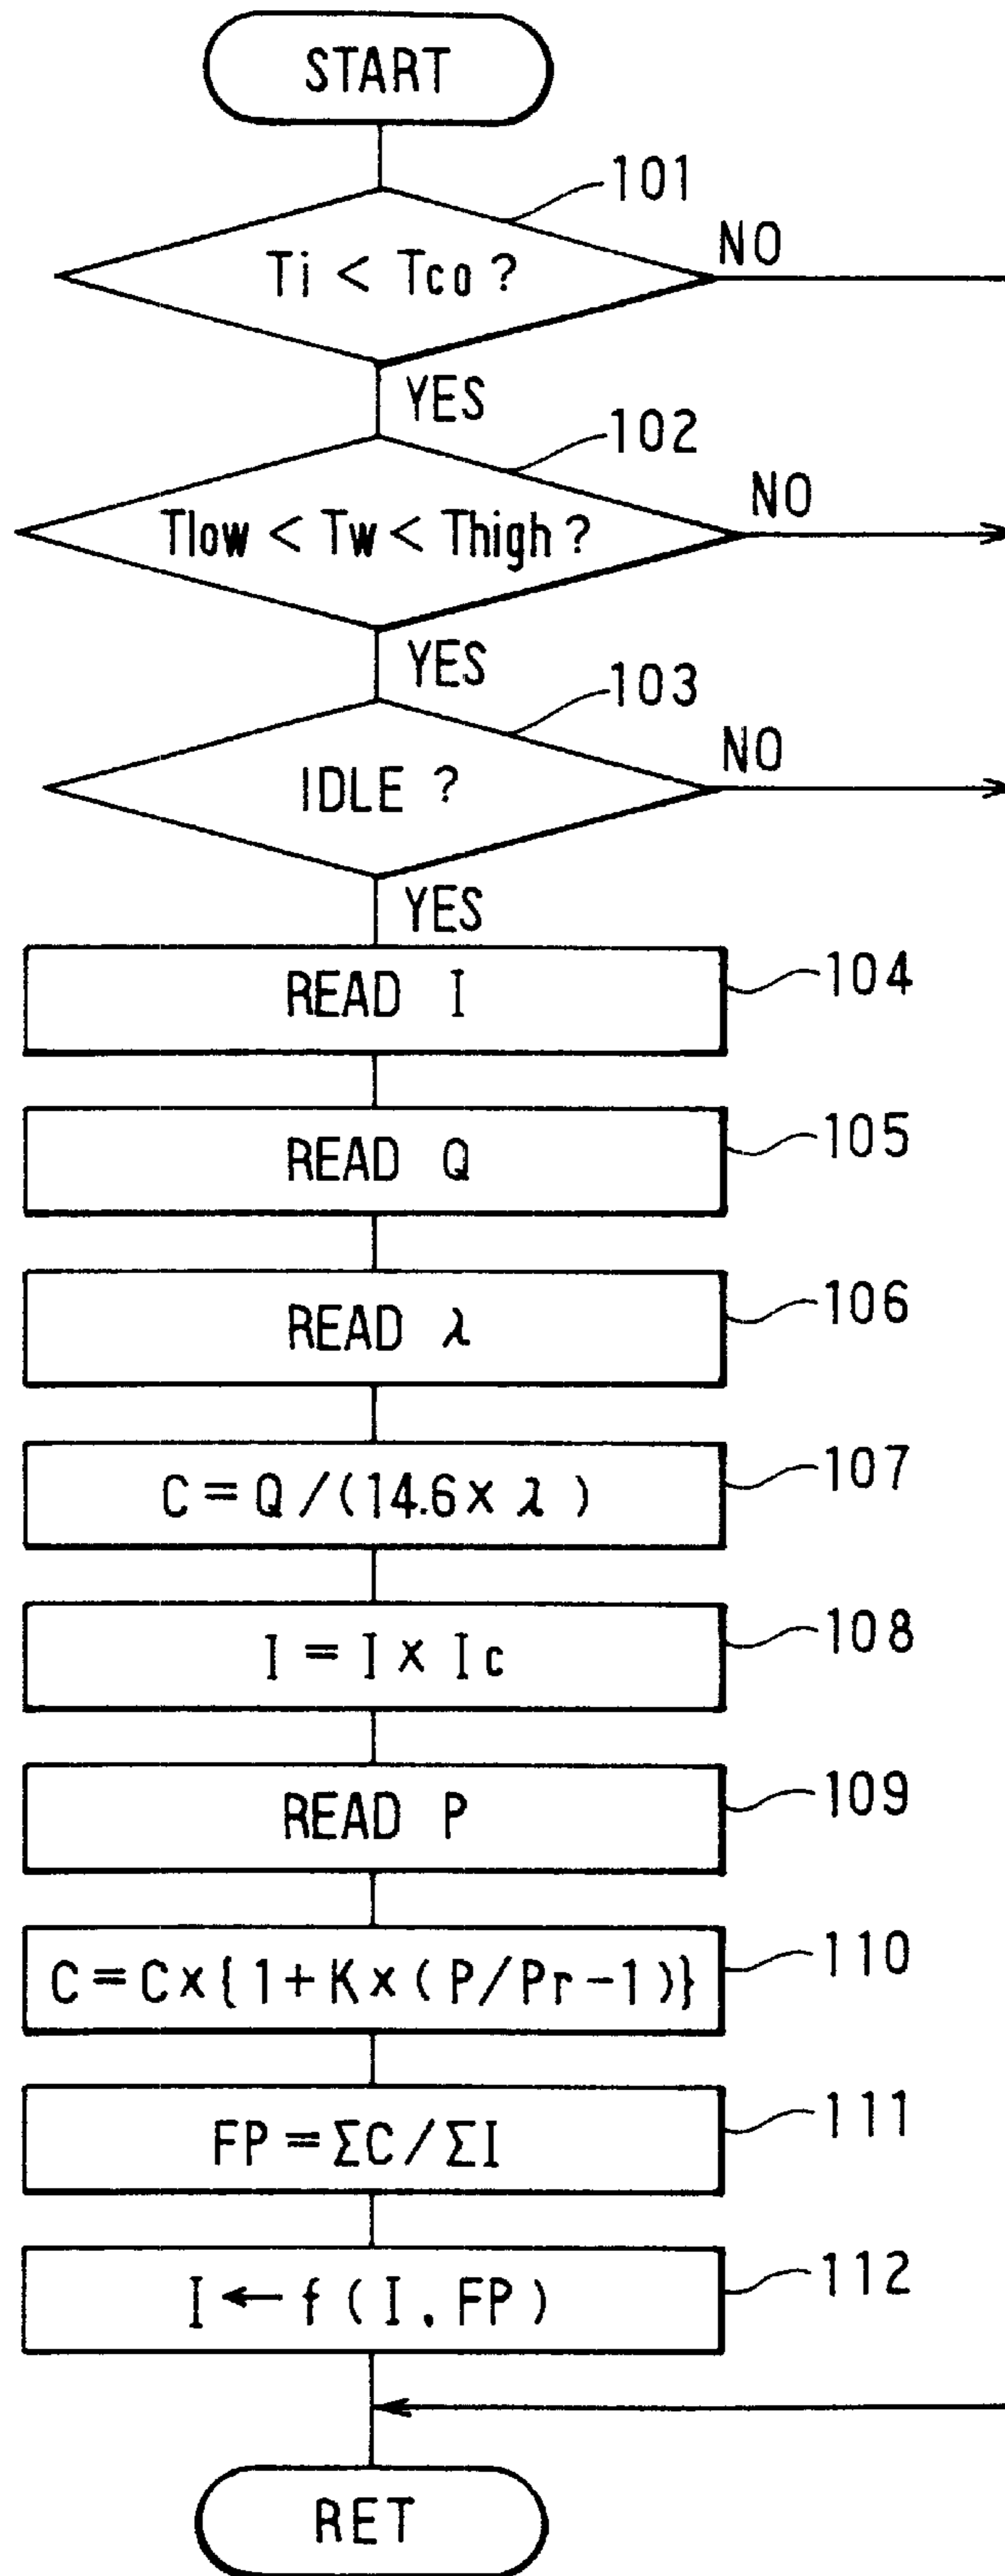 START
101
Ti < Tco ?
NO
YES
102
Tlow < Tw < Thigh ?
NO
YES
103
IDLE ?
NO
YES
READ I
104
READ Q
105
READ λ
106
C = Q / (14.6 × λ )
107
I = I × Ic
108
READ P
109
C = C × { 1 + K × ( P / Pr - 1 ) }
110
FP = ΣC / ΣI
111
I ← f ( I , FP )
112
RET